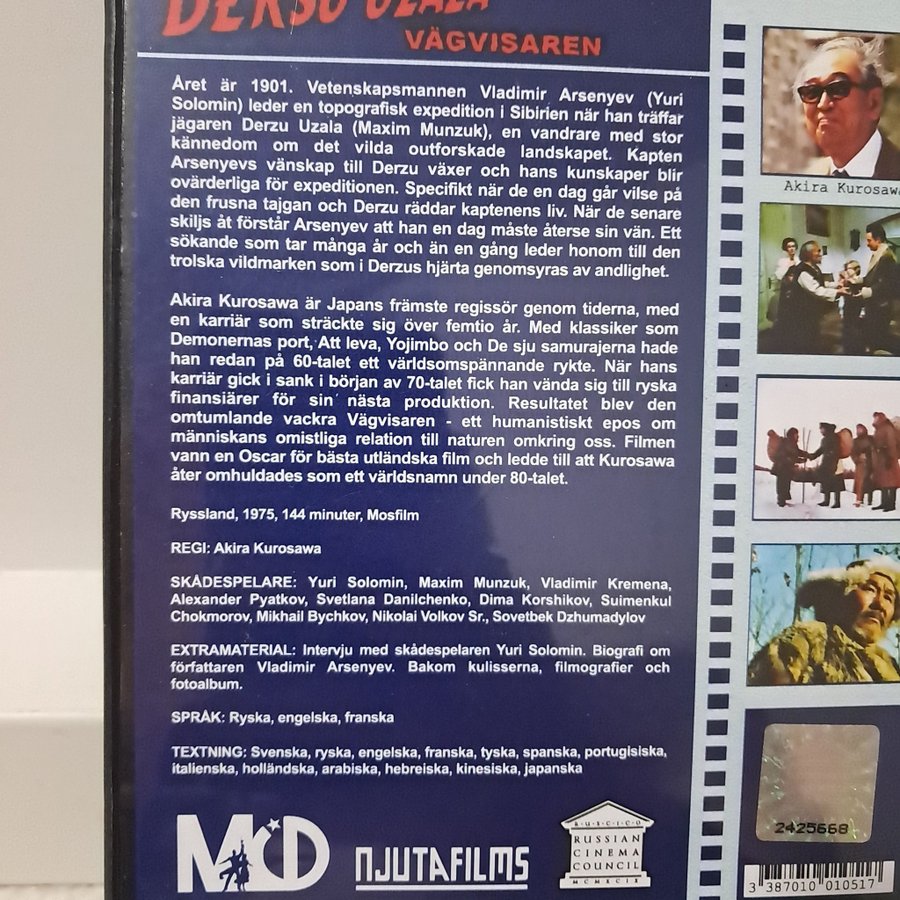 DERSU UZALA
VÄGVISAREN
Året är 1901. Vetenskapsmannen Vladimir Arsenyev (Yuri
Solomin) leder en topografisk expedition i Sibirien när han träffar
jägaren Derzu Uzala (Maxim Munzuk), en vandrare med stor
kännedom om det vilda outforskade landskapet. Kapten
Arsenyevs vänskap till Derzu växer och hans kunskaper blir
ovärderliga för expeditionen. Specifikt när de en dag går vilse på
den frusna tajgan och Derzu räddar kaptenens liv. När de senare
skiljs åt förstår Arsenyev att han en dag måste återse sin vän. Ett
sökande som tar många år och än en gång leder honom till den
trolska vildmarken som i Derzus hjärta genomsyras av andlighet.
Akira Kurosawa är Japans främste regissör genom tiderna, med
en karriär som sträckte sig över femtio år. Med klassiker som
Demonernas port, Att leva, Yojimbo och De sju samurajerna hade
han redan på 60-talet ett världsomspännande rykte. När hans
karriär gick i sank i början av 70-talet fick han vända sig till ryska
finansiärer för sin nästa produktion. Resultatet blev den
omtumlande vackra Vägvisaren - ett humanistiskt epos om
människans omistliga relation till naturen omkring oss. Filmen
vann en Oscar för bästa utländska film och ledde till att Kurosawa
åter omhuldades som ett världsnamn under 80-talet.
Ryssland, 1975, 144 minuter, Mosfilm
REGI: Akira Kurosawa
SKÅDESPELARE: Yuri Solomin, Maxim Munzuk, Vladimir Kremena,
Alexander Pyatkov, Svetlana Danilchenko, Dima Korshikov, Suimenkul
Chokmorov, Mikhail Bychkov, Nikolai Volkov Sr., Sovetbek Dzhumadylov
EXTRAMATERIAL: Intervju med skådespelaren Yuri Solomin. Biografi om
författaren Vladimir Arsenyev. Bakom kulisserna, filmografier och
fotoalbum.
SPRÅK: Ryska, engelska, franska
TEXTNING: Svenska, ryska, engelska, franska, tyska, spanska, portugisiska,
italienska, holländska, arabiska, hebreiska, kinesiska, japanska
MCD
NJUTAFILMS
RUSCICO
RUSSIAN
CINEMA
COUNCIL
MCMXCIX
Akira Kurosawa
2425668
3 387010 010517